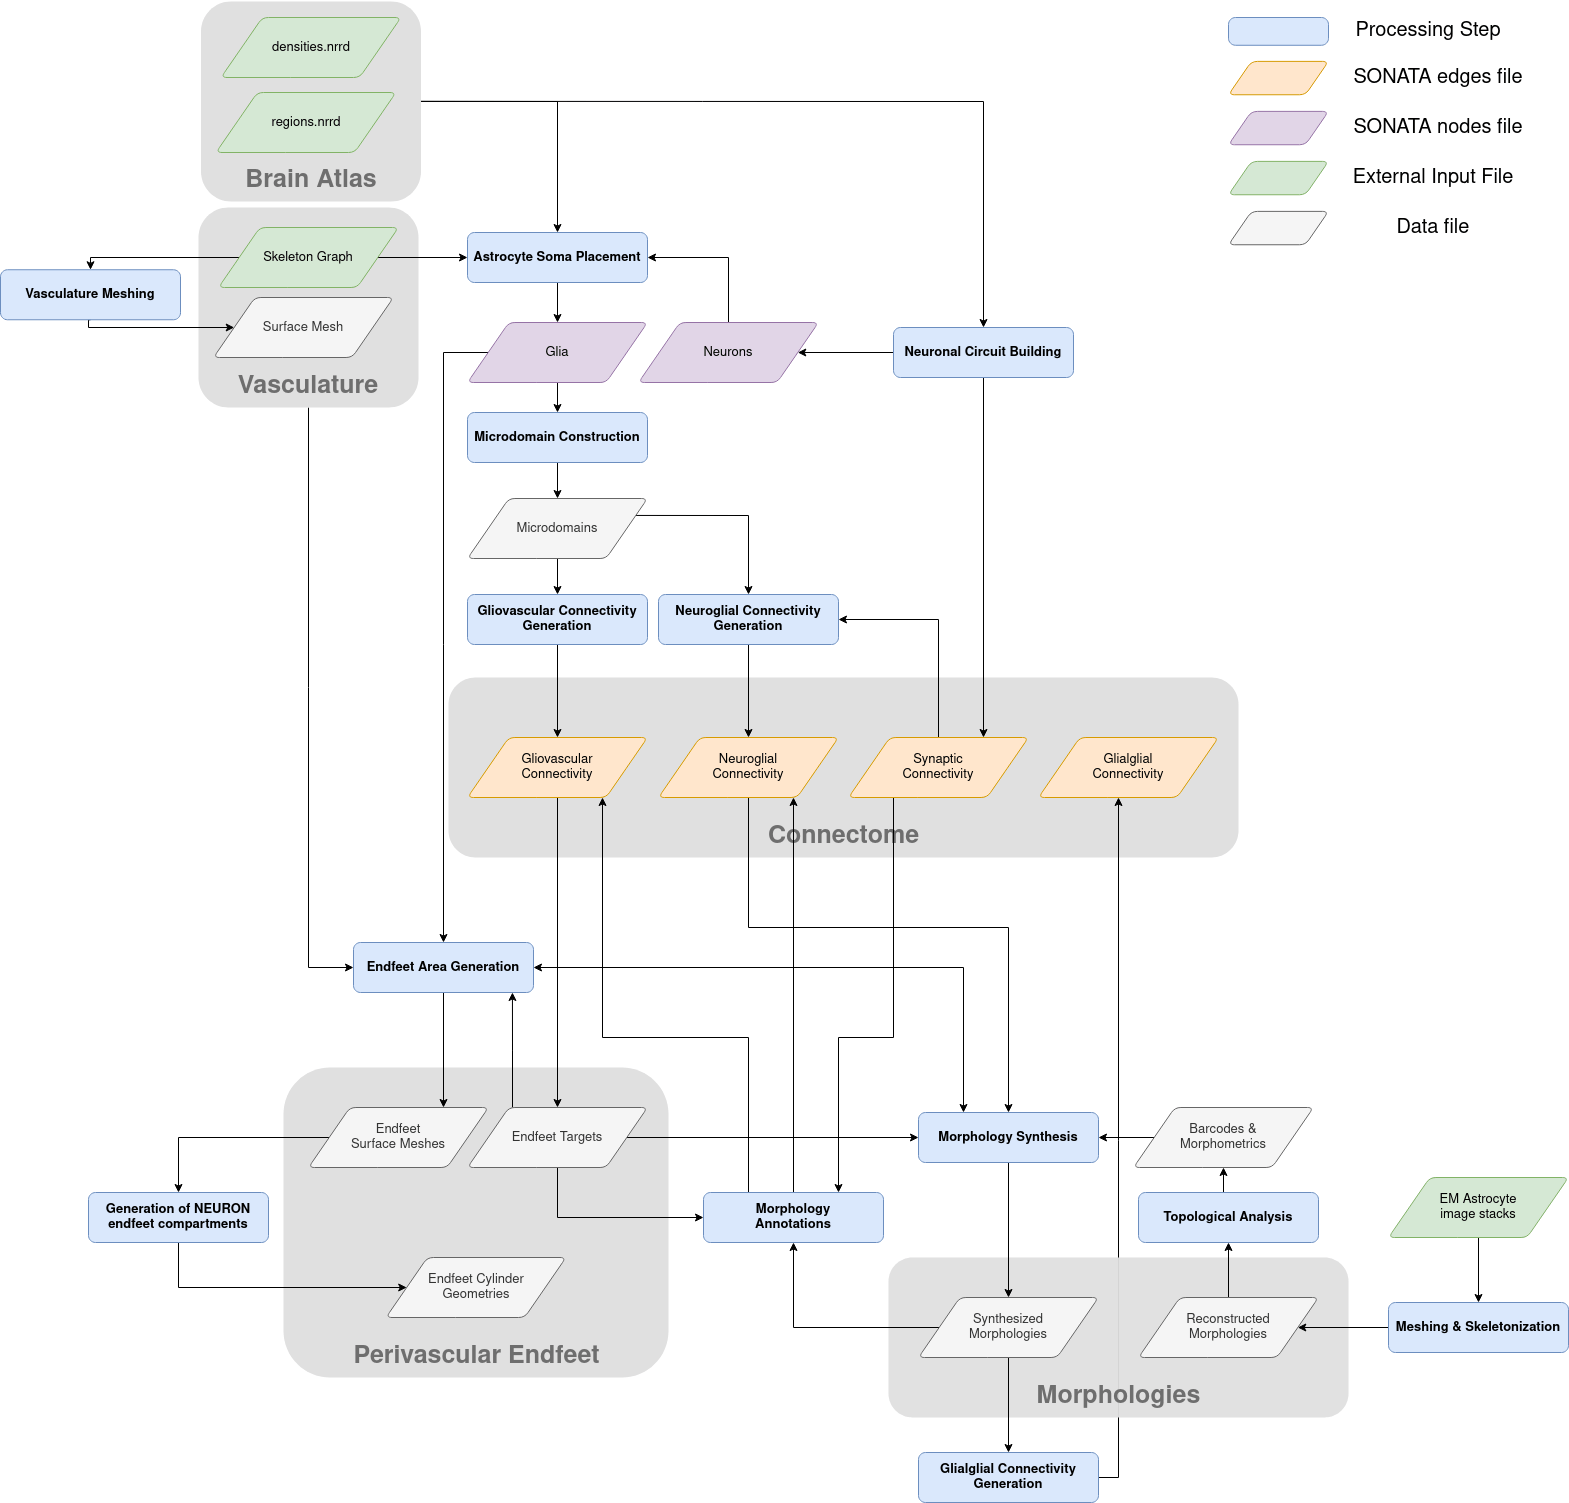 densities.nrrd
regions.nrrd
Brain Atlas
Processing Step
SONATA edges file
SONATA nodes file
External Input File
Data file
Skeleton Graph
Astrocyte Soma Placement
Vasculature Meshing
Surface Mesh
Vasculature
Glia
Neurons
Neuronal Circuit Building
Microdomain Construction
Microdomains
Gliovascular Connectivity
Generation
Neuroglial Connectivity
Generation
Gliovascular
Connectivity
Neuroglial
Connectivity
Synaptic
Connectivity
Glialglial
Connectivity
Connectome
Endfeet Area Generation
Endfeet
Surface Meshes
Endfeet Targets
Morphology Synthesis
Barcodes &
Morphometrics
Generation of NEURON
endfeet compartments
Morphology
Annotations
Topological Analysis
EM Astrocyte
image stacks
Endfeet Cylinder
Geometries
Perivascular Endfeet
Synthesized
Morphologies
Reconstructed
Morphologies
Meshing & Skeletonization
Morphologies
Glialglial Connectivity
Generation